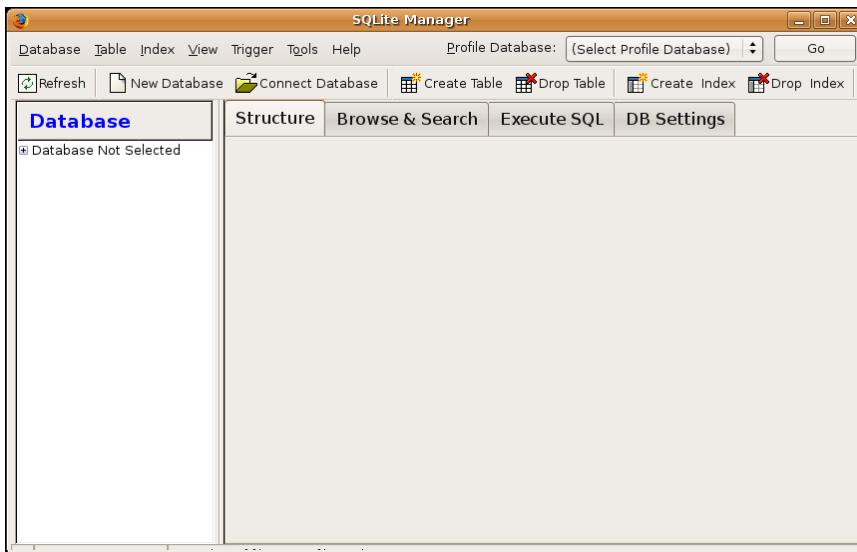 SQLite Manager
Database Table Index View Trigger Tools Help Profile Database: (Select Profile Database) Go
Refresh New Database Connect Database Create Table Drop Table Create Index Drop Index
Database Structure Browse & Search Execute SQL DB Settings
Database Not Selected